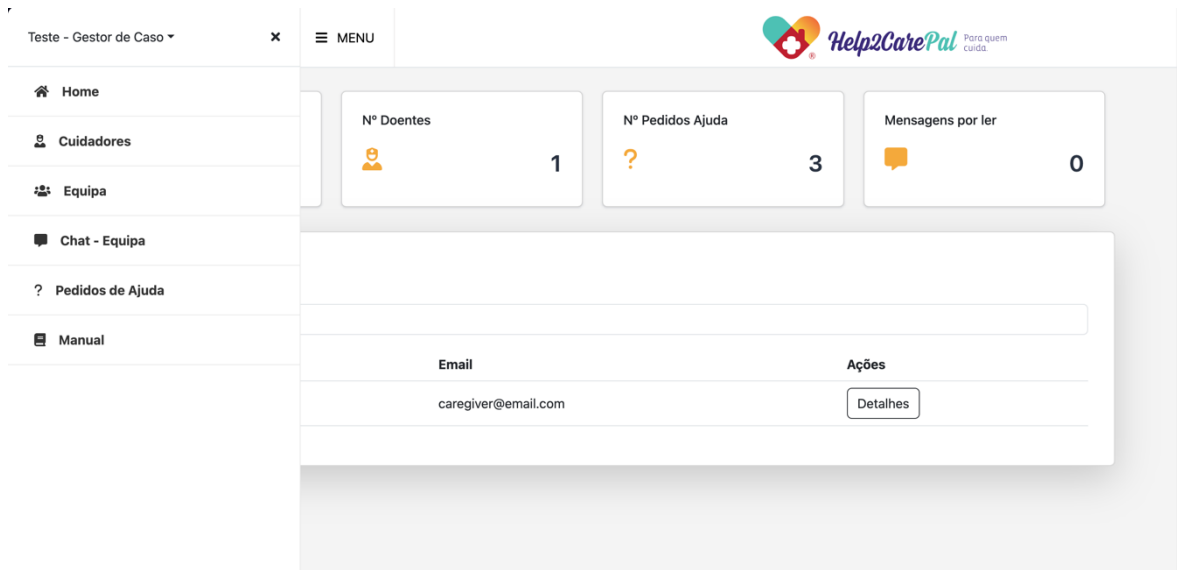 Teste - Gestor de Caso
MENU
Help2CarePal
Para quem
cuida.
®
Home
Cuidadores
Equipa
Chat - Equipa
Pedidos de Ajuda
Manual
Nº Doentes
1
Nº Pedidos Ajuda
3
Mensagens por ler
0
Email
Ações
caregiver@email.com
Detalhes